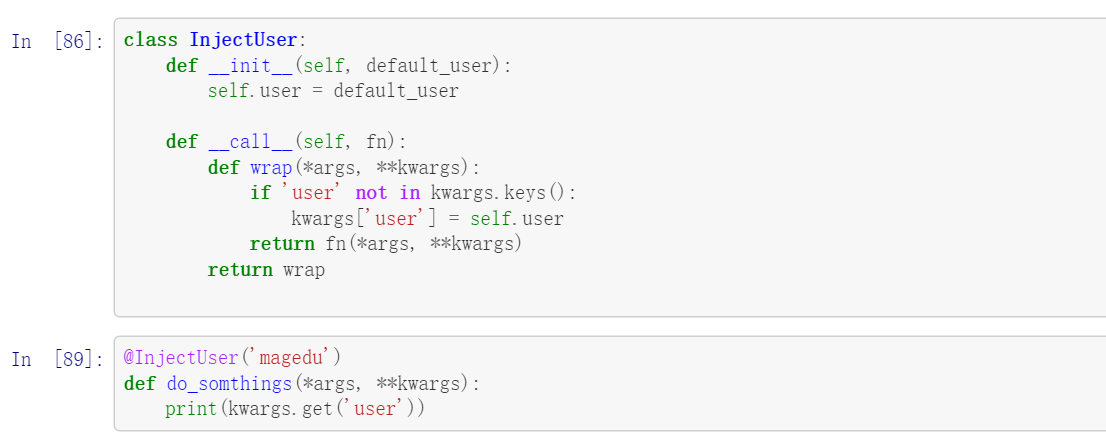 In [86]: class InjectUser:
    def __init__(self, default_user):
        self.user = default_user
    def __call__(self, fn):
        def wrap(*args, **kwargs):
            if 'user' not in kwargs.keys():
                kwargs['user'] = self.user
            return fn(*args, **kwargs)
        return wrap
In [89]: @InjectUser('magedu')
def do_somthings(*args, **kwargs):
    print(kwargs.get('user'))